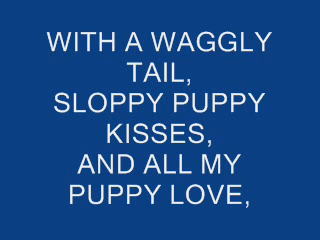 WITH A WAGGLY
TAIL,
SLOPPY PUPPY
KISSES,
AND ALL MY
PUPPY LOVE,